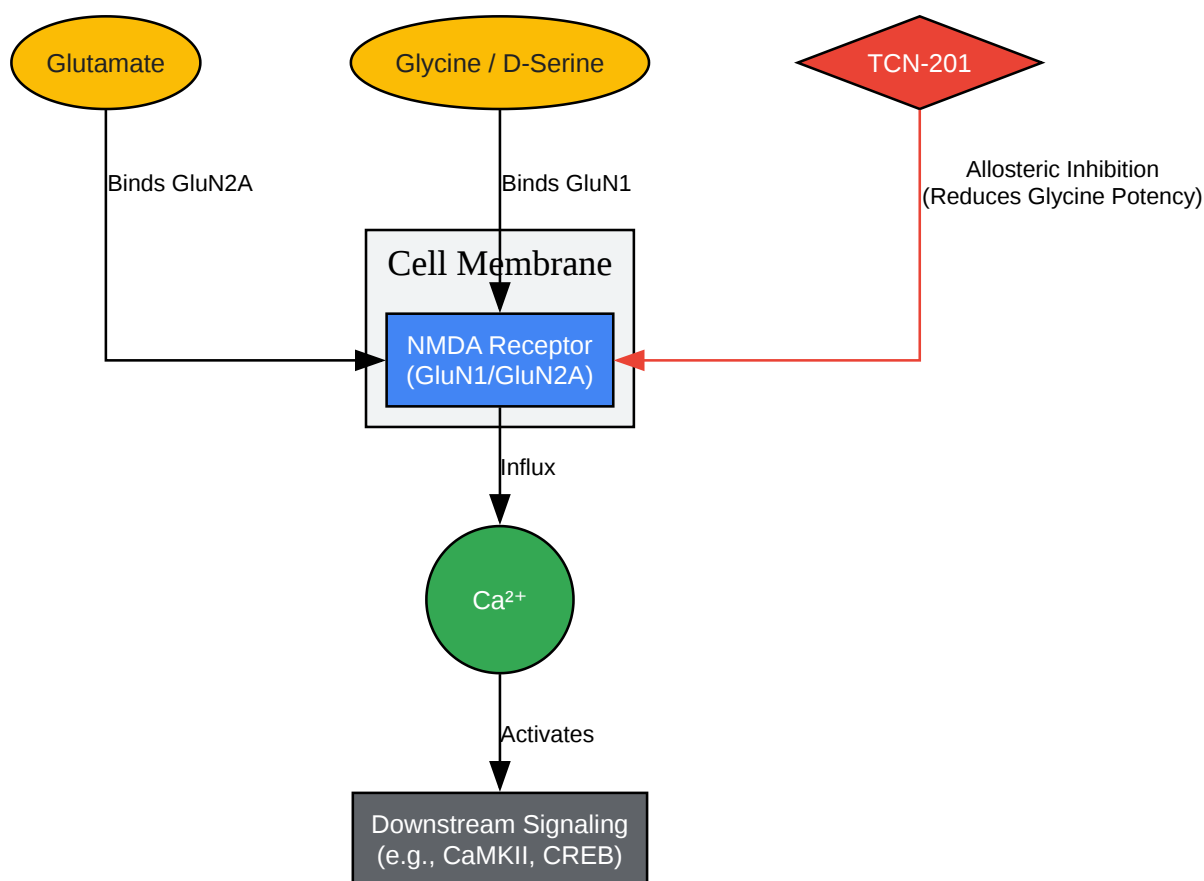 Glutamate
Glycine / D-Serine
TCN-201
Binds GluN2A
Binds GluN1
Allosteric Inhibition
(Reduces Glycine Potency)
Cell Membrane
NMDA Receptor
(GluN1/GluN2A)
Influx
Ca²⁺
Activates
Downstream Signaling
(e.g., CaMKII, CREB)